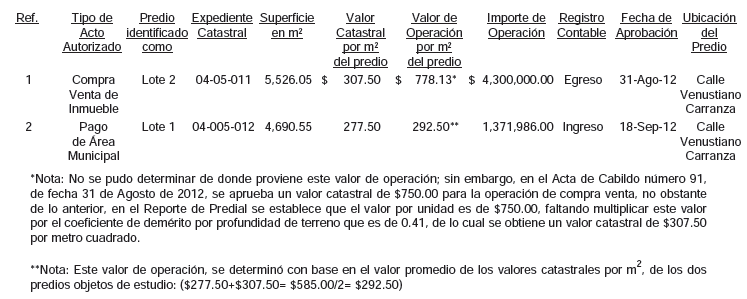 Ref. Tipo de Predio Expediente Superficie Valor Valor de Importe de Registro Fecha de Ubicación
Acto identificado Catastral en m² Catastral Operación Operación Contable Aprobación del
Autorizado como por m² por m² Predio
del predio del predio
1 Compra Lote 2 04-05-011 5,526.05 $ 307.50 $ 778.13* $ 4,300,000.00 Egreso 31-Ago-12 Calle
Venta de Venustiano
Inmueble Carranza
2 Pago Lote 1 04-005-012 4,690.55 277.50 292.50** 1,371,986.00 Ingreso 18-Sep-12 Calle
de Área Venustiano
Municipal Carranza
*Nota: No se pudo determinar de donde proviene este valor de operación; sin embargo, en el Acta de Cabildo número 91,
de fecha 31 de Agosto de 2012, se aprueba un valor catastral de $750.00 para la operación de compra venta, no obstante
de lo anterior, en el Reporte de Predial se establece que el valor por unidad es de $750.00, faltando multiplicar este valor
por el coeficiente de demérito por profundidad de terreno que es de 0.41, de lo cual se obtiene un valor catastral de $307.50
por metro cuadrado.
**Nota: Este valor de operación, se determinó con base en el valor promedio de los valores catastrales por m², de los dos
predios objetos de estudio: ($277.50+$307.50= $585.00/2= $292.50)